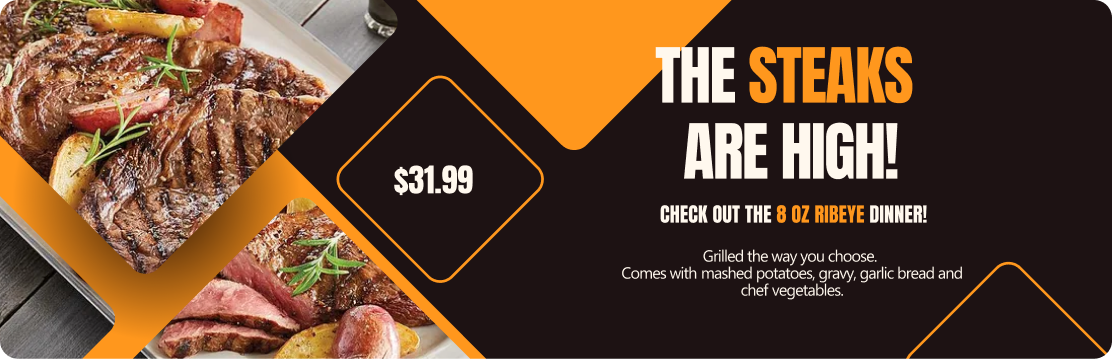 THE STEAKS
ARE HIGH!
$31.99
CHECK OUT THE 8 OZ RIBEYE DINNER!
Grilled the way you choose.
Comes with mashed potatoes, gravy, garlic bread and
chef vegetables.